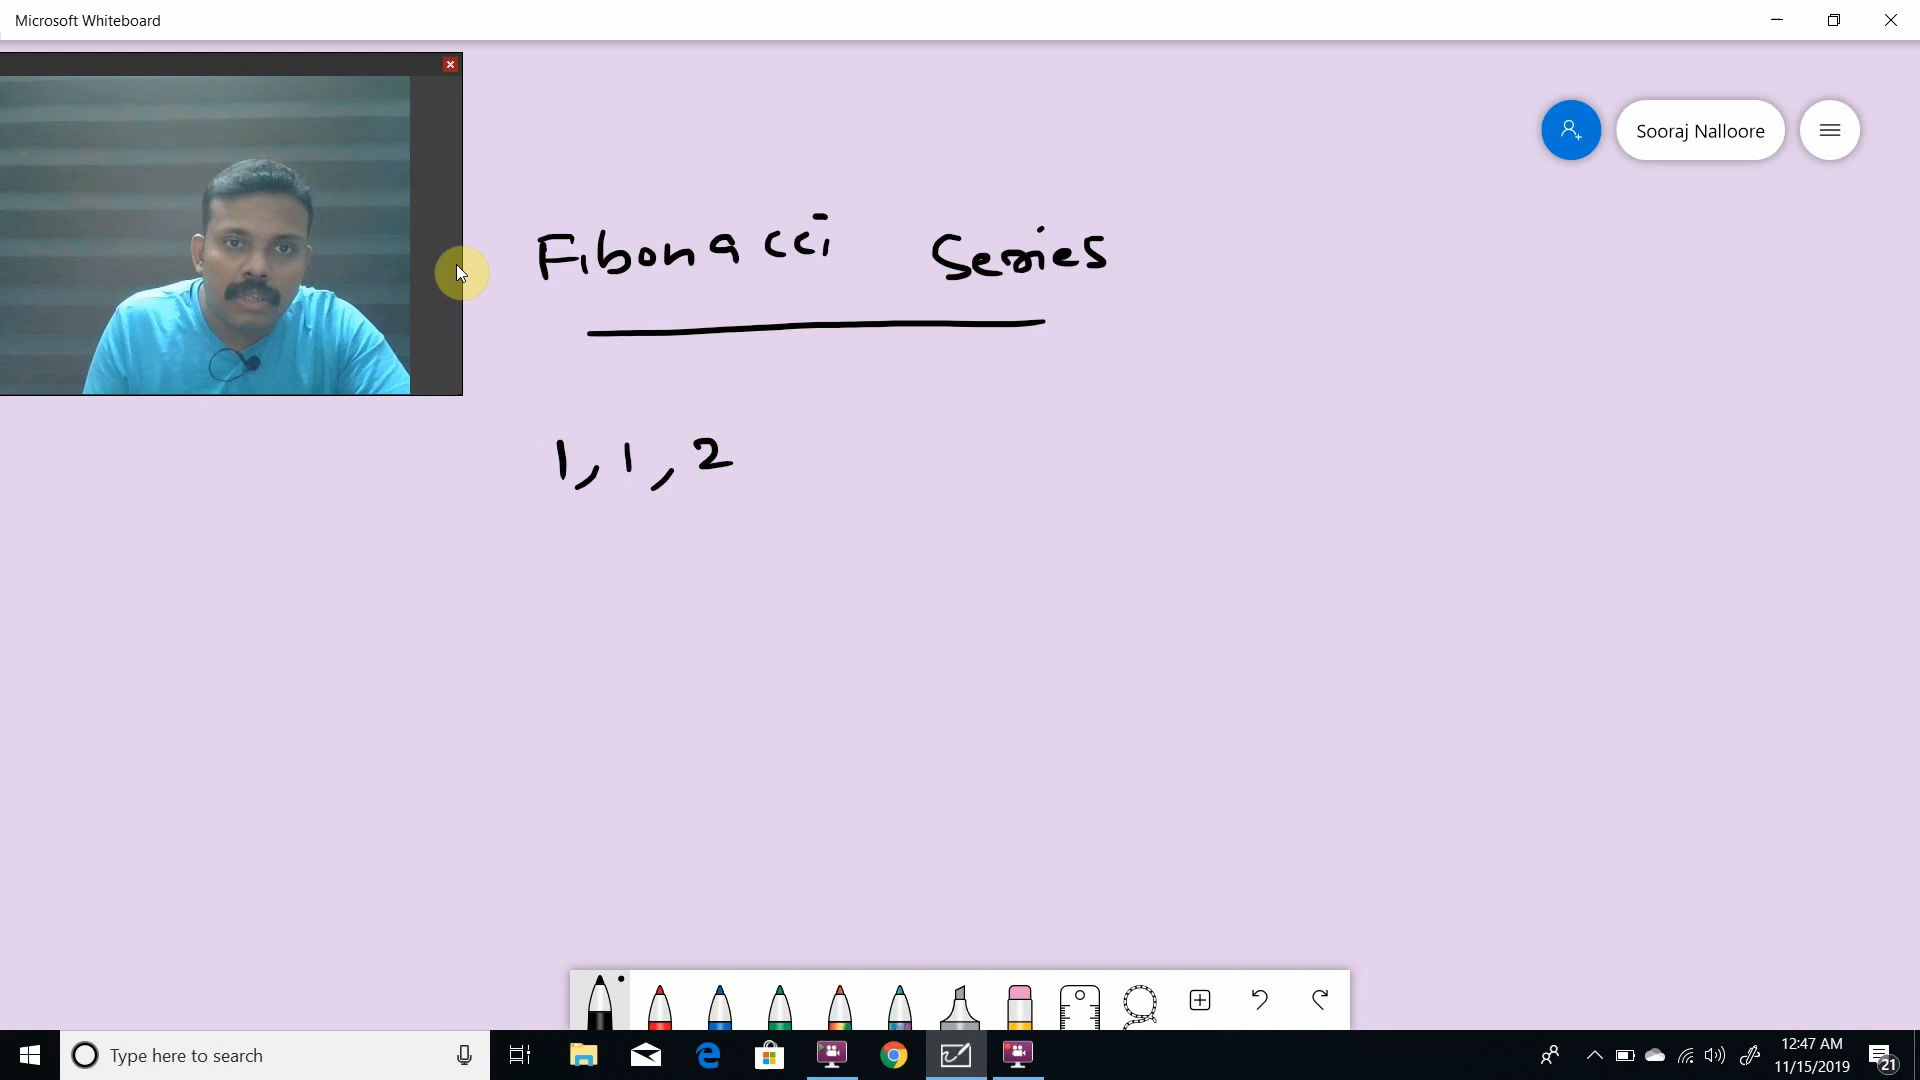 Microsoft Whiteboard
Sooraj Nalloore
Fibonacci Series
1, 1, 2
Type here to search
12:47 AM
11/15/2019
21